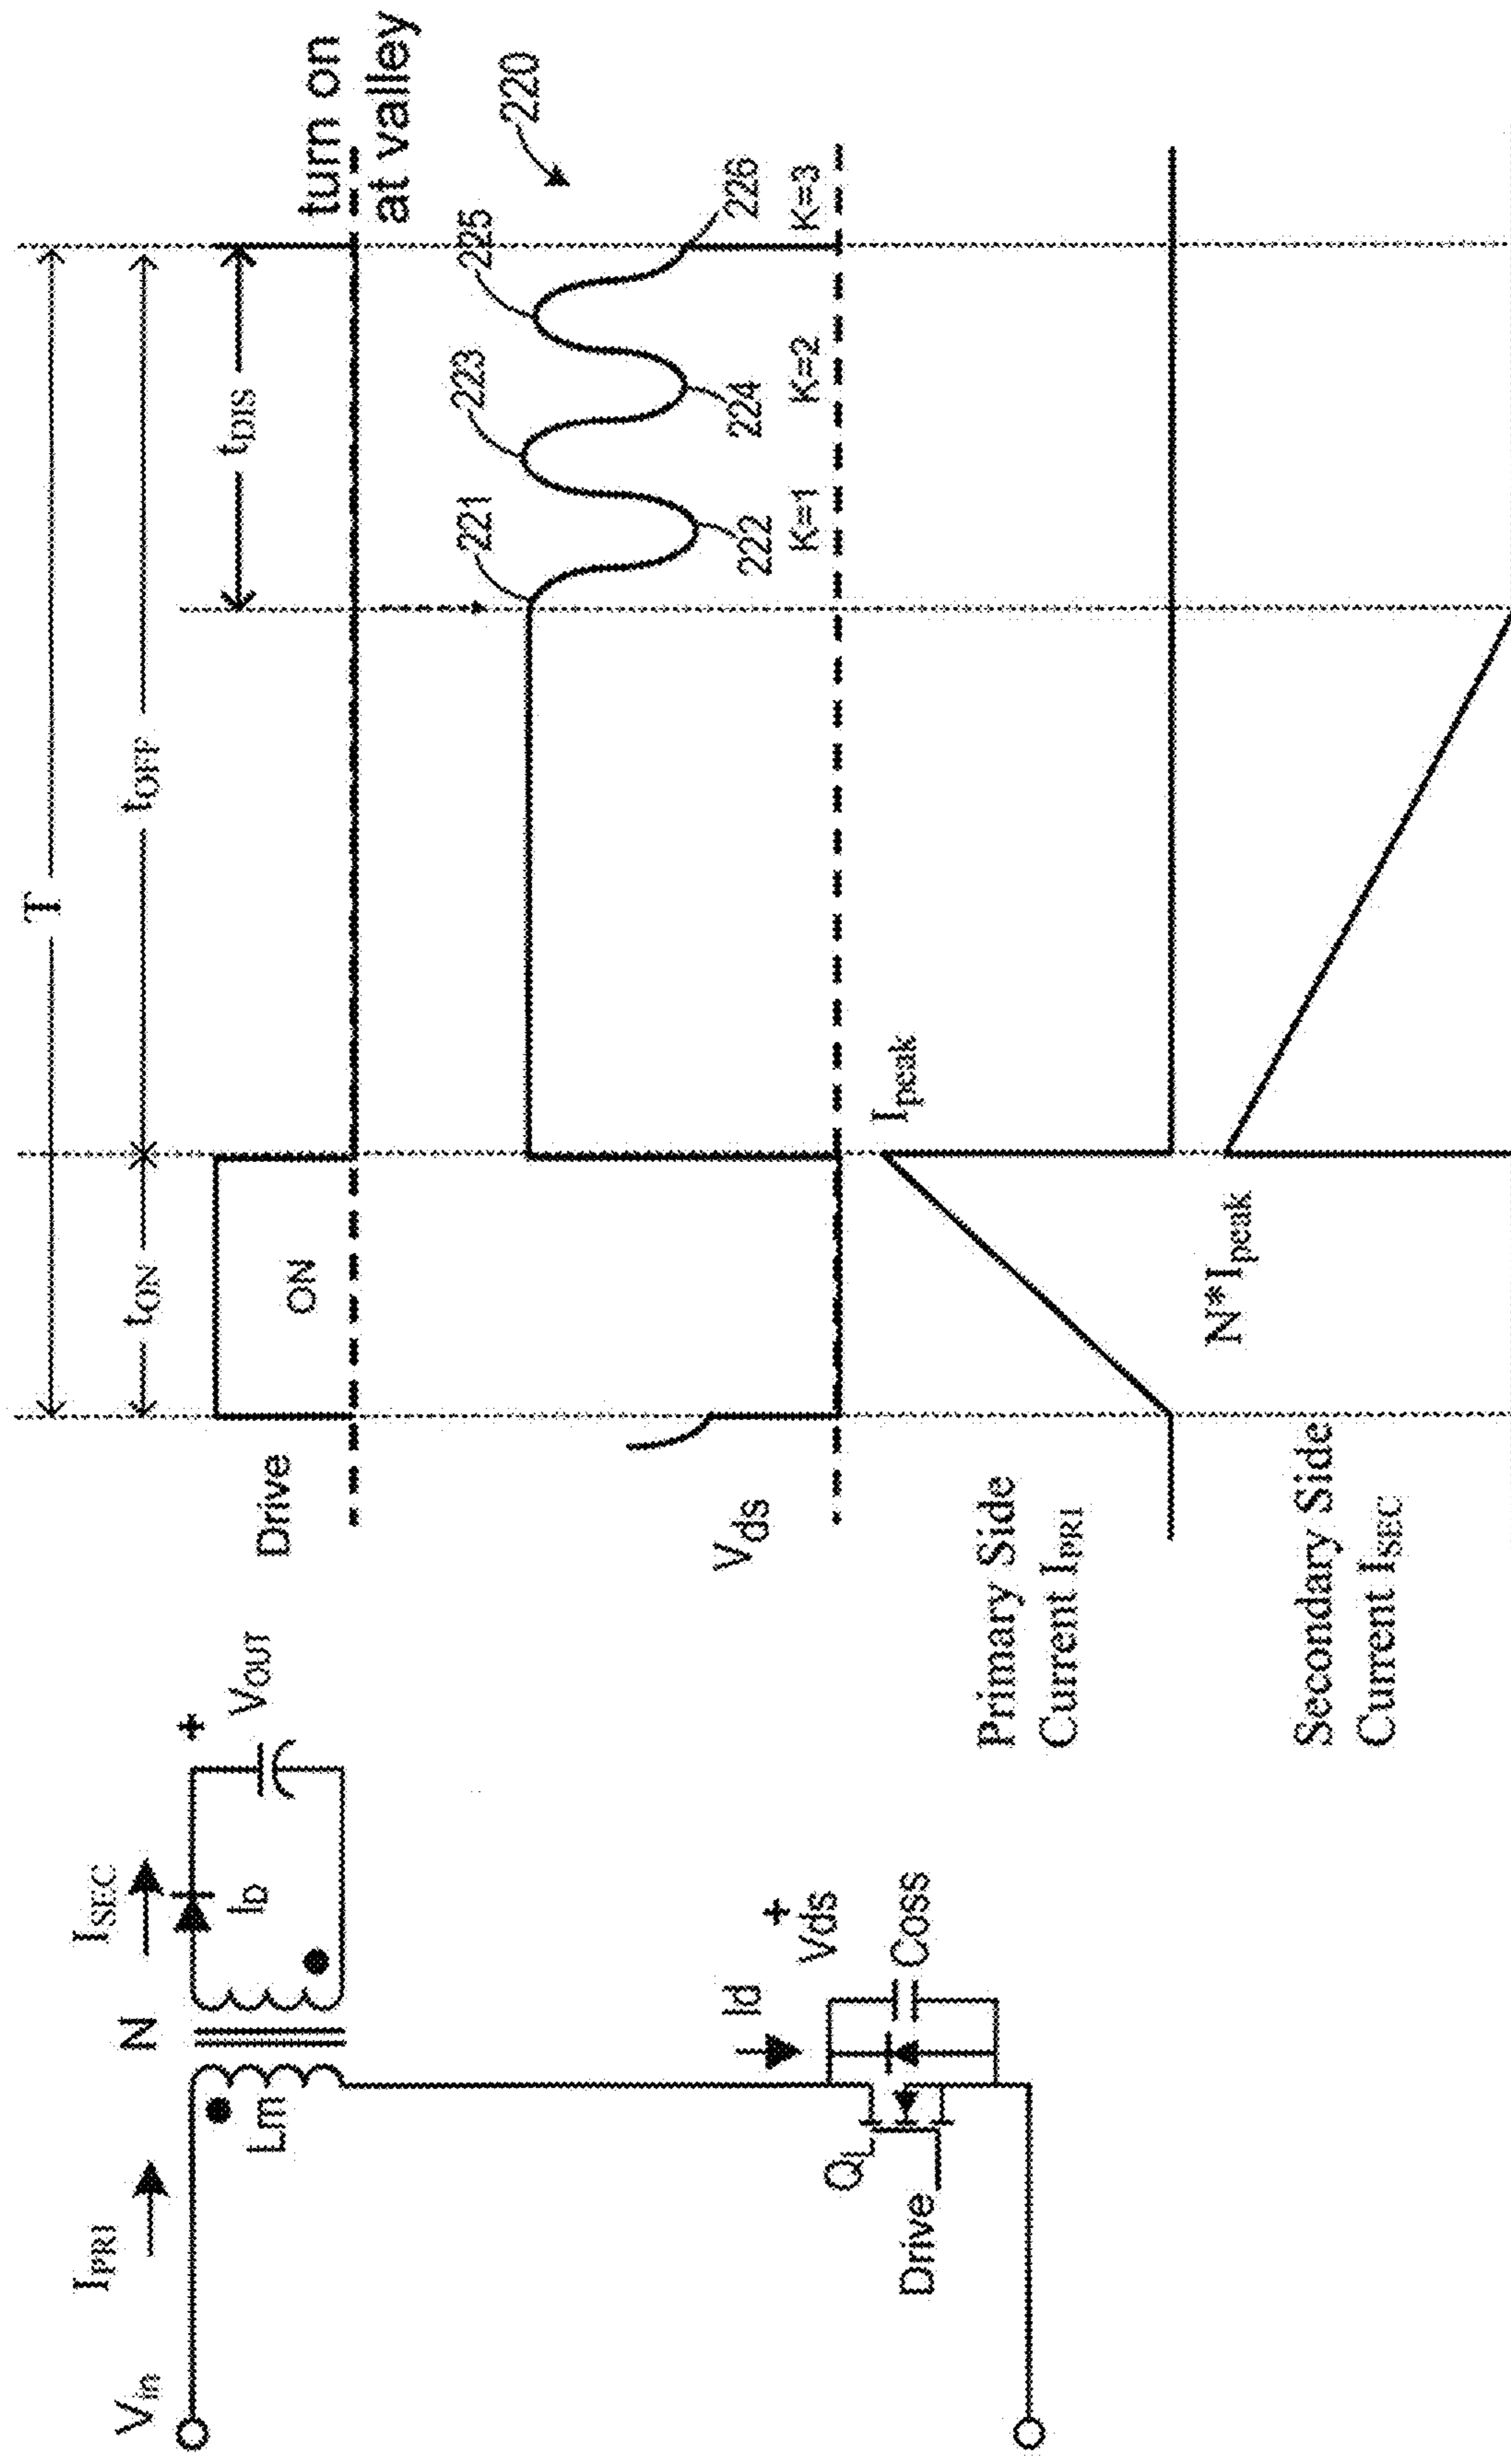 Vin
IPRI
Lm
N
ISEC
ID
+
VOUT
Id
+
Vds
Coss
QL
Drive
T
tON
tOFF
tDIS
Drive
ON
turn on
at valley
220
221
222
223
224
225
226
K=1
K=2
K=3
Vds
Primary Side
Current IPRI
Ipeak
Secondary Side
Current ISEC
N*Ipeak